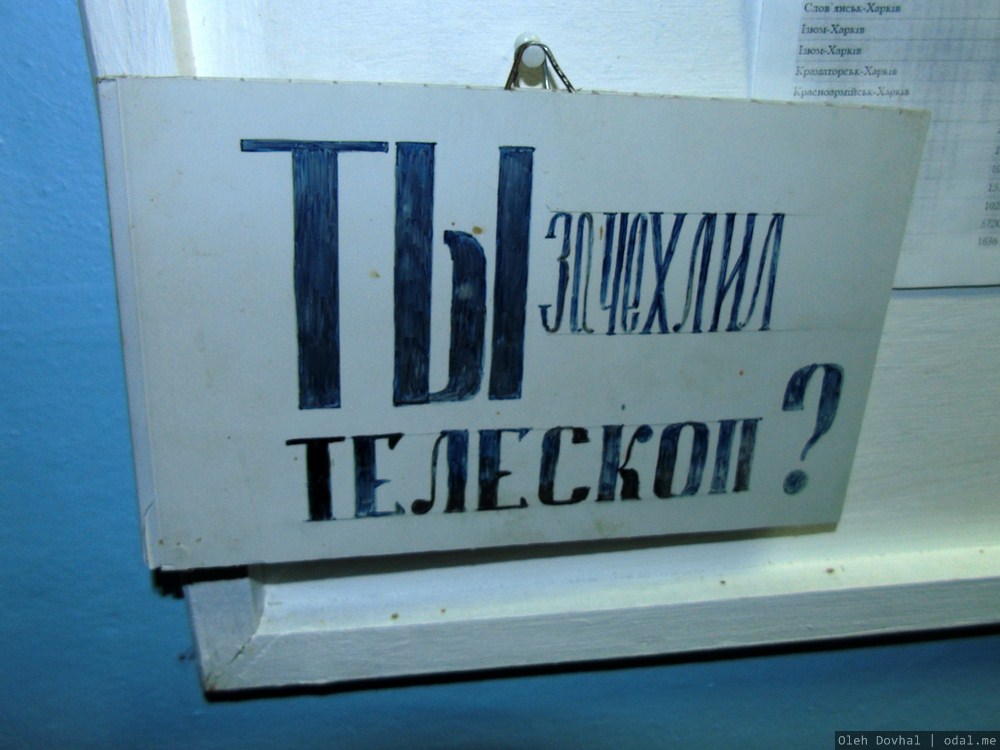 Слов'янськ-Харків
Ізюм-Харків
Ізюм-Харків
Краматорськ-Харків
Красноармійськ-Харків
ТЫ зачехлил
ТЕЛЕСКОП?
Oleh Dovhal | odal.me